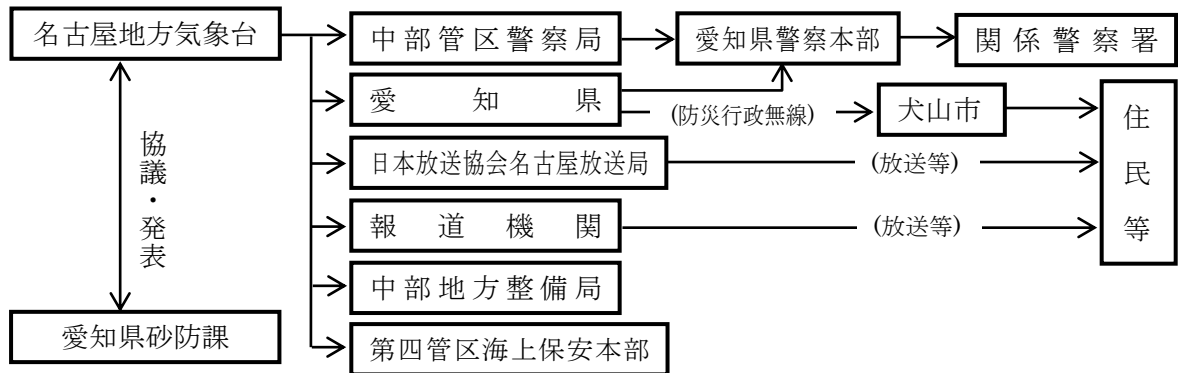 名古屋地方気象台
中部管区警察局
愛知県警察本部
関係警察署
愛知県
(防災行政無線)
犬山市
住民等
日本放送協会名古屋放送局
(放送等)
報道機関
(放送等)
中部地方整備局
第四管区海上保安本部
協議・発表
愛知県砂防課